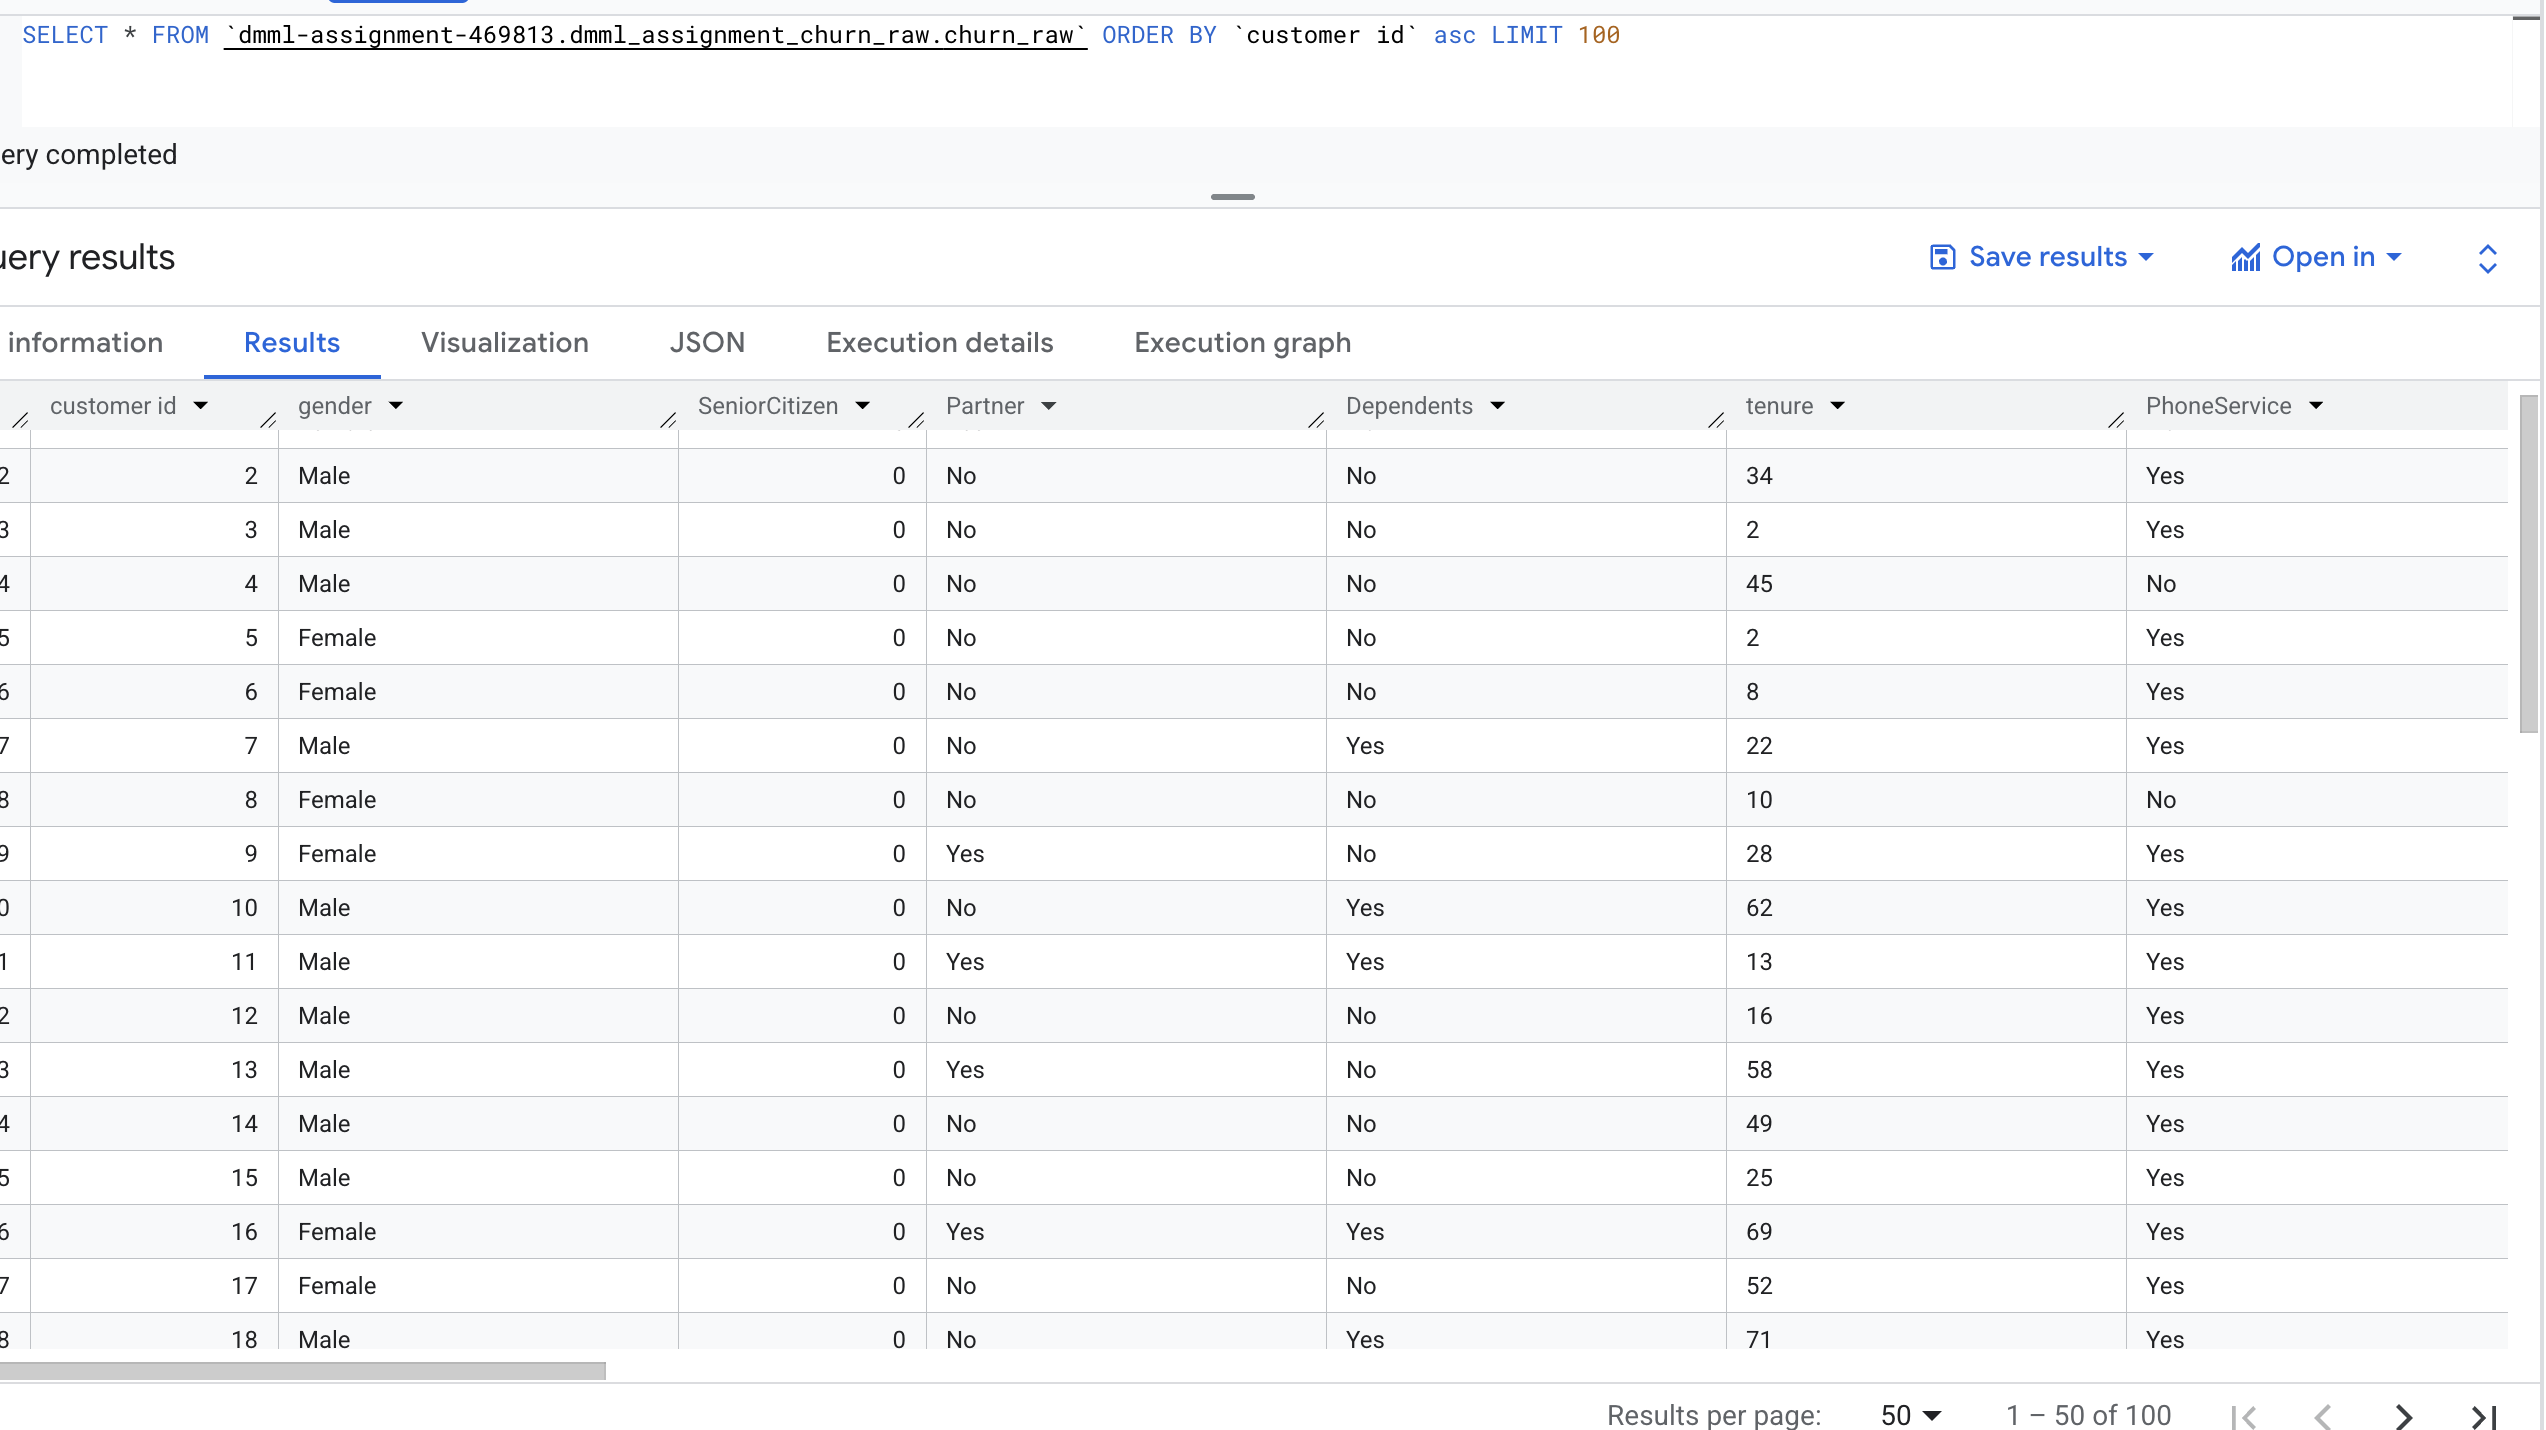 SELECT * FROM `dmml-assignment-469813.dmml_assignment_churn_raw.churn_raw` ORDER BY `customer id` asc LIMIT 100
ery completed
uery results Save results Open in
information Results Visualization JSON Execution details Execution graph
customer id gender SeniorCitizen Partner Dependents tenure PhoneService
2 2 Male 0 No No 34 Yes
3 3 Male 0 No No 2 Yes
4 4 Male 0 No No 45 No
5 5 Female 0 No No 2 Yes
6 6 Female 0 No No 8 Yes
7 7 Male 0 No Yes 22 Yes
8 8 Female 0 No No 10 No
9 9 Female 0 Yes No 28 Yes
0 10 Male 0 No Yes 62 Yes
1 11 Male 0 Yes Yes 13 Yes
2 12 Male 0 No No 16 Yes
3 13 Male 0 Yes No 58 Yes
4 14 Male 0 No No 49 Yes
5 15 Male 0 No No 25 Yes
6 16 Female 0 Yes Yes 69 Yes
7 17 Female 0 No No 52 Yes
8 18 Male 0 No Yes 71 Yes
Results per page: 50 1 – 50 of 100